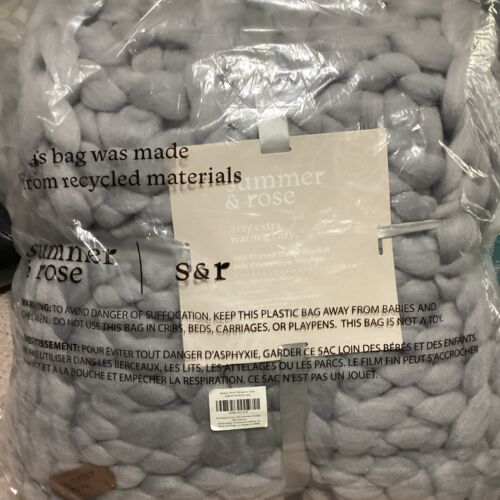 s bag was made
rom recycled materials
summer
& rose
Stay extra
warm & cozy.
summer
& rose
s&r
WARNING: TO AVOID DANGER OF SUFFOCATION, KEEP THIS PLASTIC BAG AWAY FROM BABIES AND
CHILDREN. DO NOT USE THIS BAG IN CRIBS, BEDS, CARRIAGES, OR PLAYPENS. THIS BAG IS NOT A TOY.
AVERTISSEMENT: POUR ÉVITER TOUT DANGER D'ASPHYXIE, GARDER CE SAC LOIN DES BÉBÉS ET DES ENFANTS.
NE PAS UTILISER DANS LES BERCEAUX, LES LITS, LES ATTELAGES OU LES PARCS. LE FILM FIN PEUT S'ACCROCHER
ET A LA BOUCHE ET EMPECHER LA RESPIRATION. CE SAC N'EST PAS UN JOUET.
summer
& rose